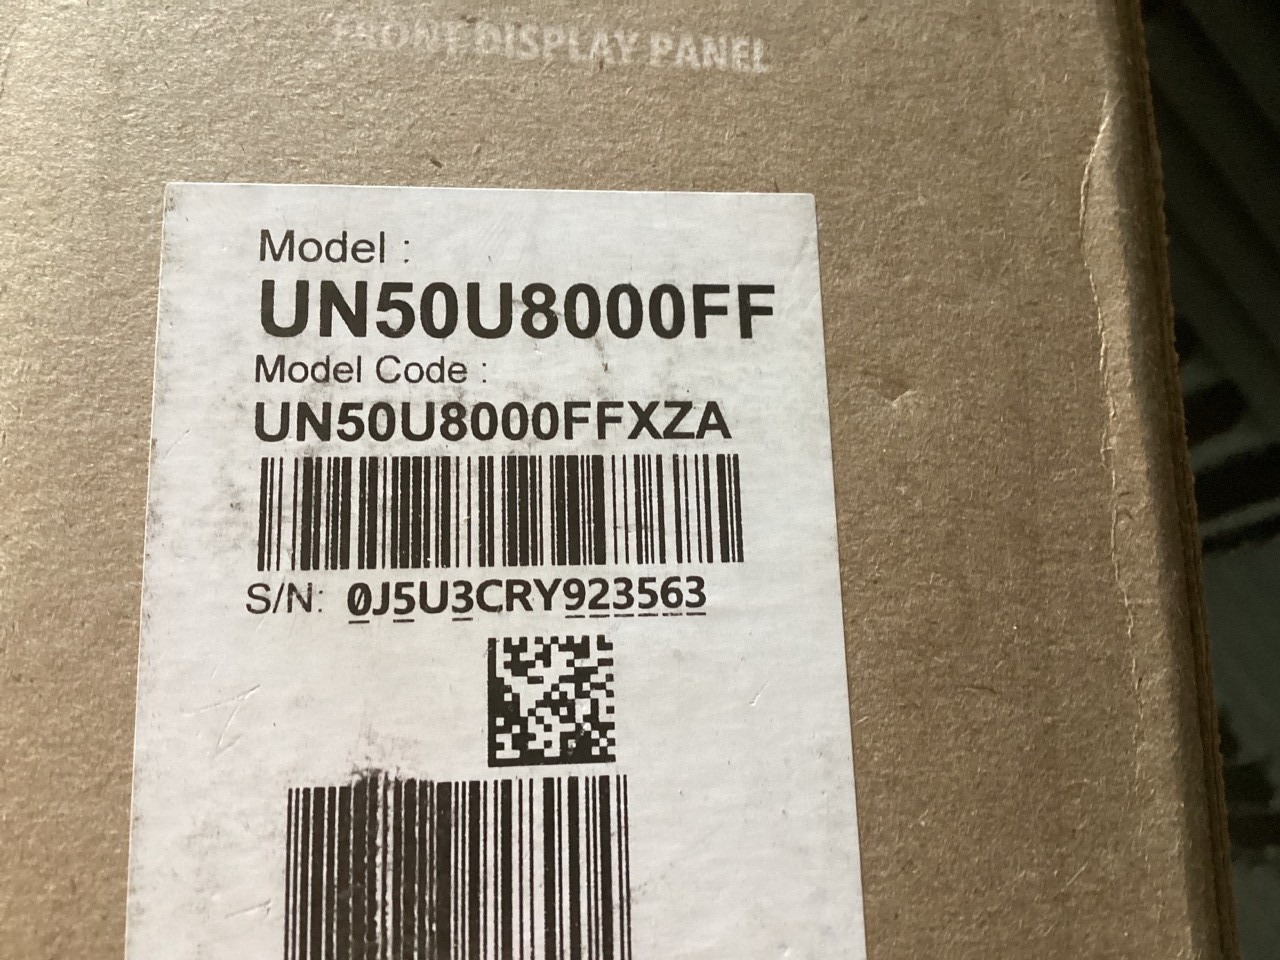 FRONT DISPLAY PANEL
Model :
UN50U8000FF
Model Code :
UN50U8000FFXZA
S/N: 0J5U3CRY923563